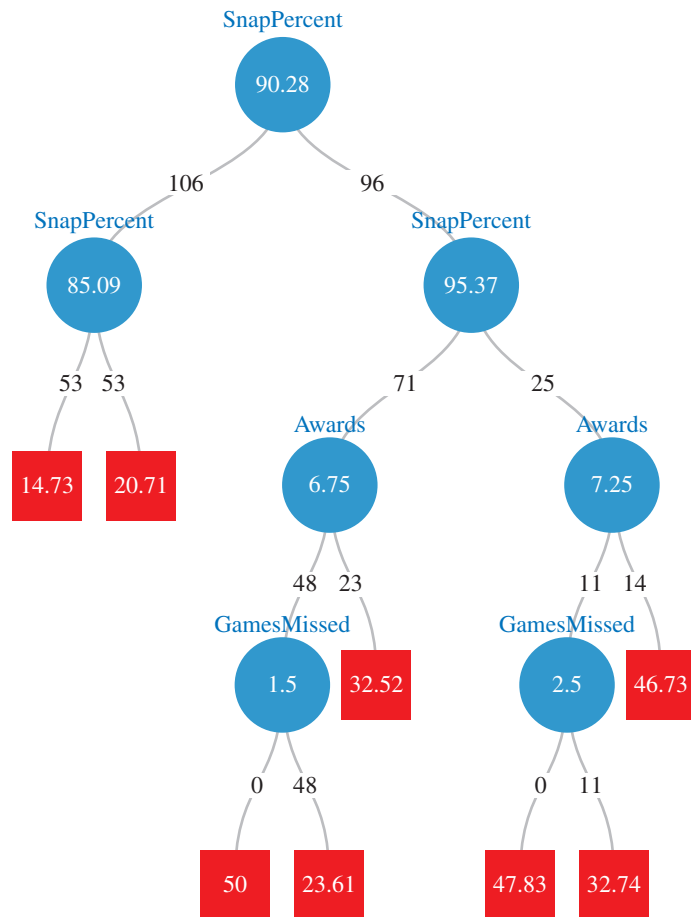 SnapPercent
90.28
106 96
SnapPercent SnapPercent
85.09 95.37
53 53 71 25
Awards Awards
14.73 20.71 6.75 7.25
48 23 11 14
GamesMissed GamesMissed
1.5 32.52 2.5 46.73
0 48 0 11
50 23.61 47.83 32.74